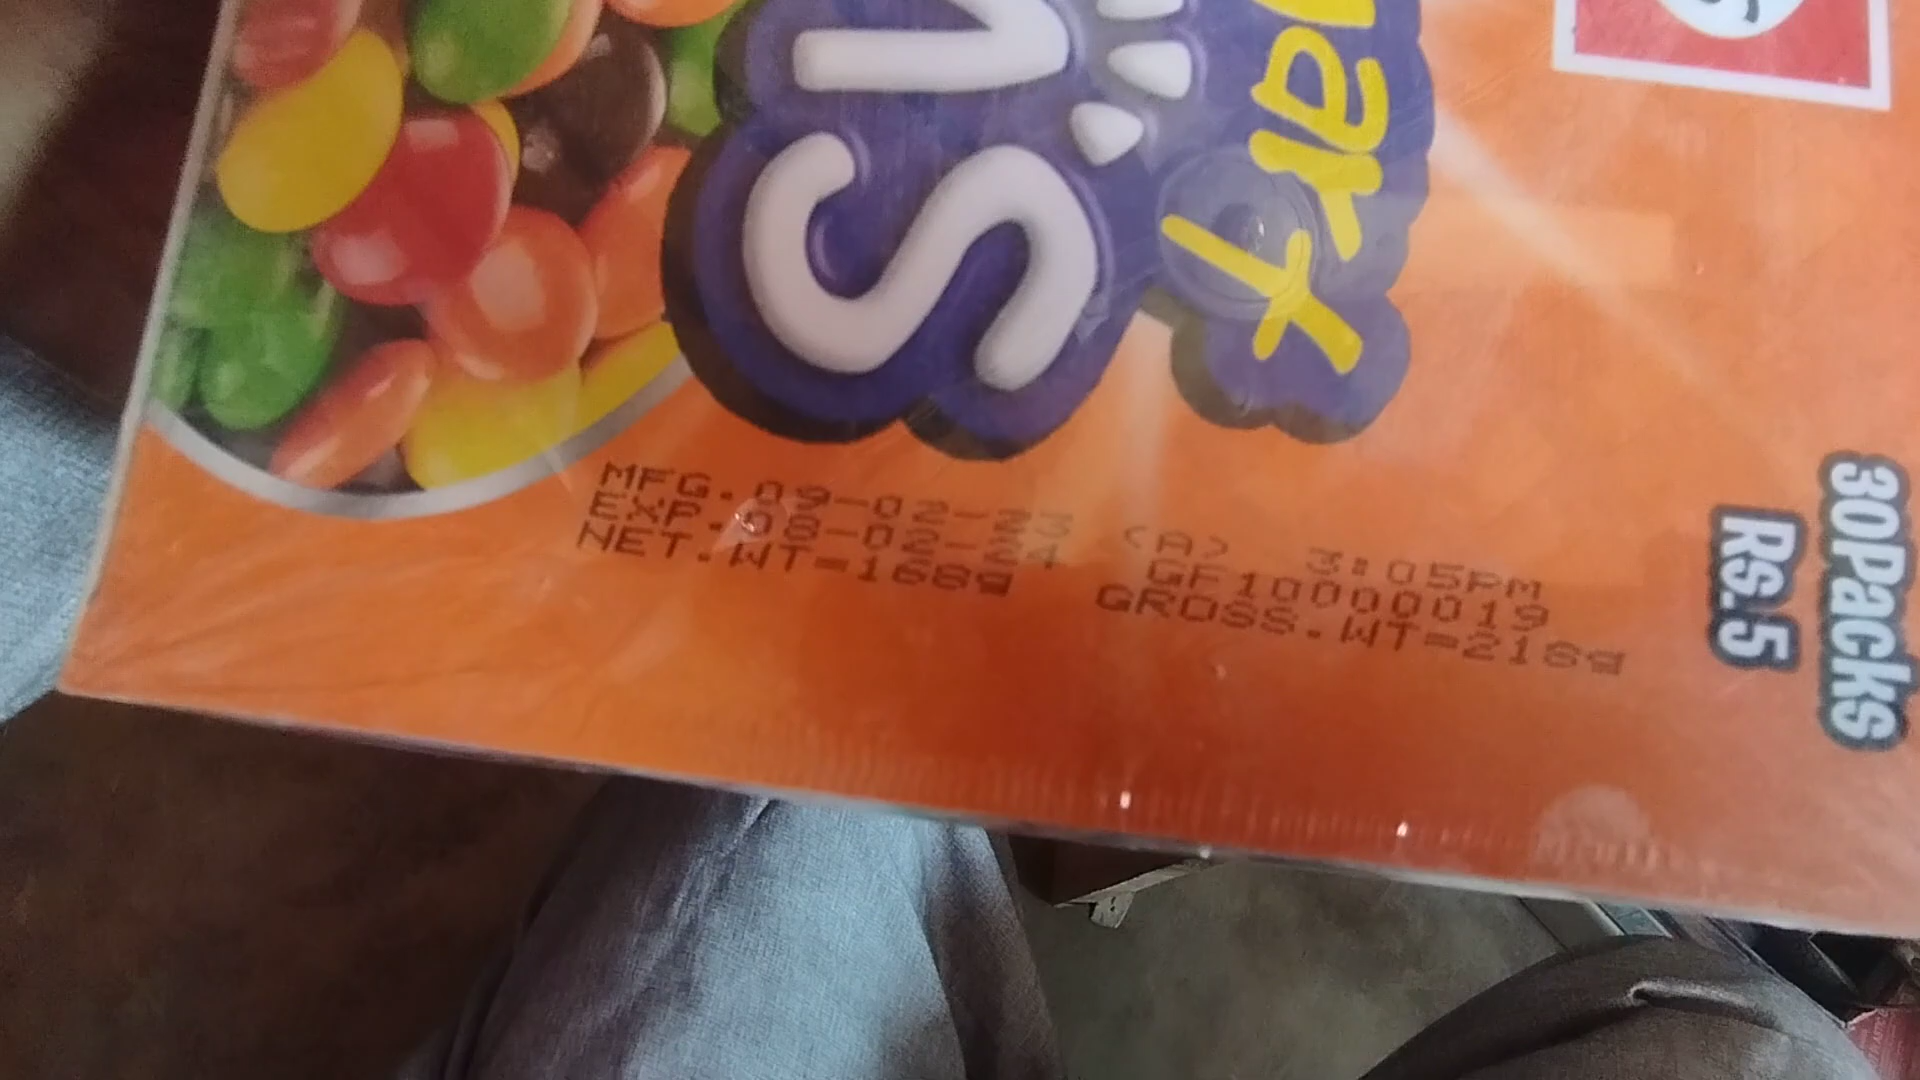 MFG.09-02-23 <A> 3:05PM
EXP.08-02-24 GF10000019
NET.WT=168g GROSS.WT=218g
30Packs
Rs.5